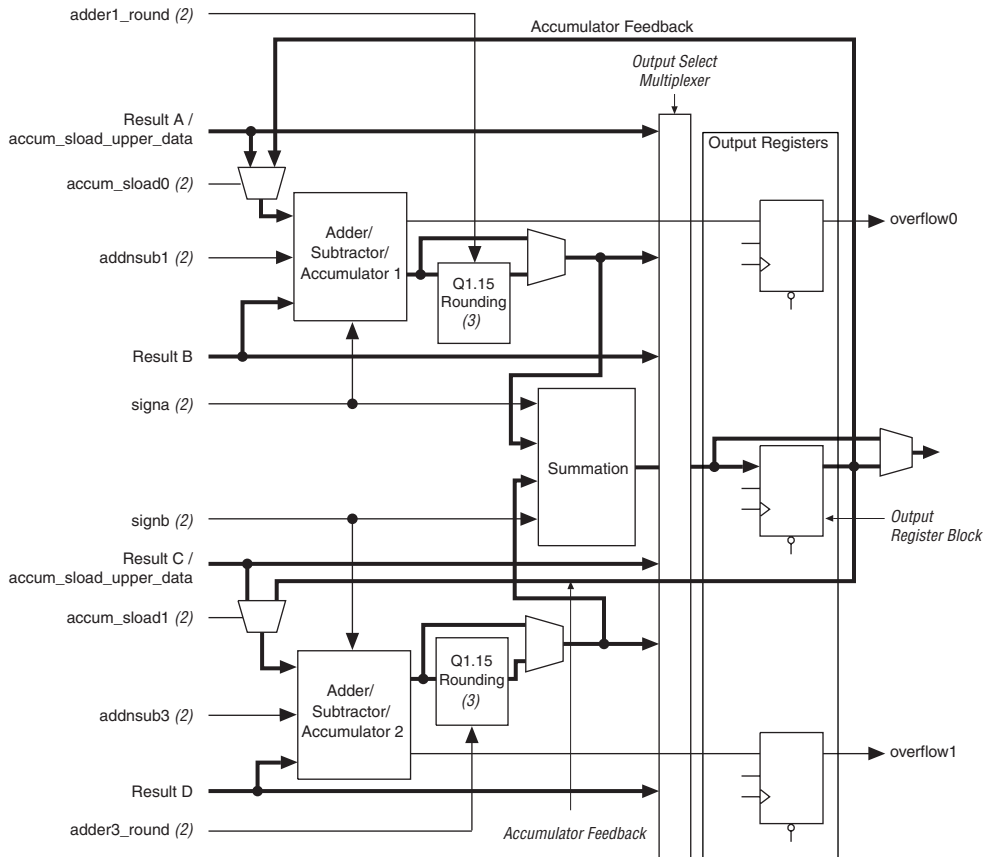 adder1_round (2)
Accumulator Feedback
Output Select
Multiplexer
Result A /
accum_sload_upper_data
Output Registers
accum_sload0 (2)
overflow0
Adder/
Subtractor/
Accumulator 1
addnsub1 (2)
Q1.15
Rounding
(3)
Result B
signa (2)
Summation
signb (2)
Output
Register Block
Result C /
accum_sload_upper_data
accum_sload1 (2)
Q1.15
Rounding
(3)
Adder/
Subtractor/
Accumulator 2
addnsub3 (2)
overflow1
Result D
adder3_round (2)
Accumulator Feedback